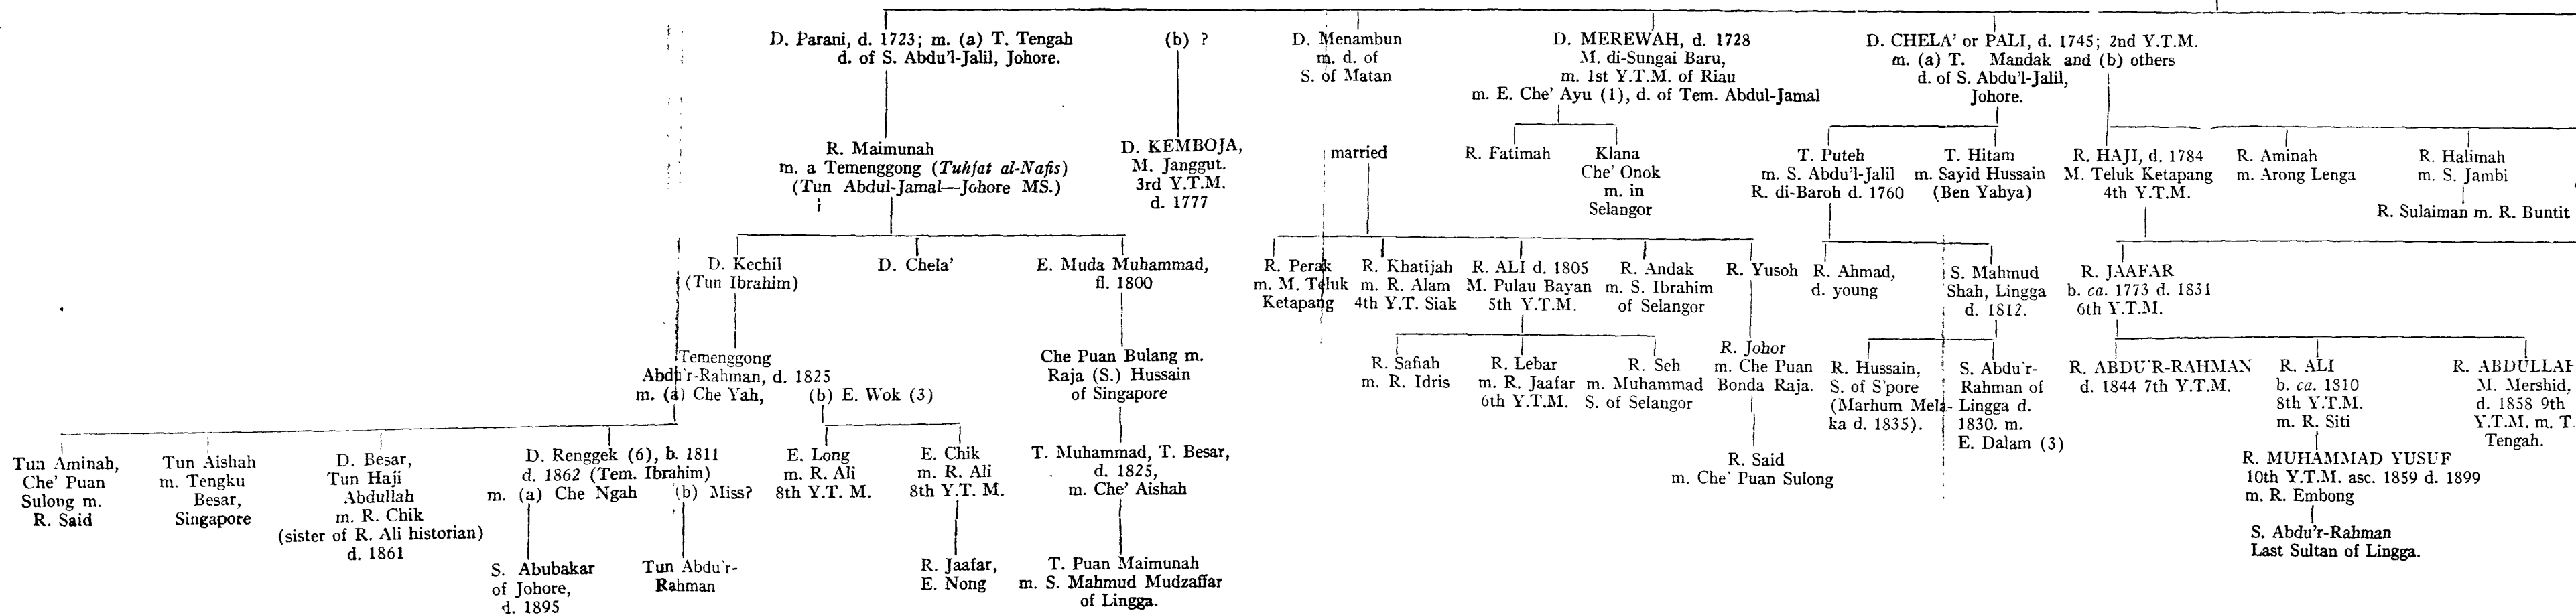 D. Parani, d. 1723; m. (a) T. Tengah
d. of S. Abdu'l-Jalil, Johore.
(b) ?
D. Menambun
m. d. of
S. of Matan
D. MEREWAH, d. 1728
M. di-Sungai Baru,
m. 1st Y.T.M. of Riau
m. E. Che' Ayu (1), d. of Tem. Abdul-Jamal
D. CHELA' or PALI, d. 1745; 2nd Y.T.M.
m. (a) T. Mandak and (b) others
d. of S. Abdu'l-Jalil,
Johore.
R. Maimunah
m. a Temenggong (Tuhfat al-Nafis)
(Tun Abdul-Jamal—Johore MS.)
D. KEMBOJA,
M. Janggut.
3rd Y.T.M.
d. 1777
married
R. Fatimah
Klana
Che' Onok
m. in
Selangor
T. Puteh
m. S. Abdu'l-Jalil
R. di-Baroh d. 1760
T. Hitam
m. Sayid Hussain
(Ben Yahya)
R. HAJI, d. 1784
M. Teluk Ketapang
4th Y.T.M.
R. Aminah
m. Arong Lenga
R. Halimah
m. S. Jambi
R. Sulaiman m. R. Buntit
D. Kechil
(Tun Ibrahim)
D. Chela'
E. Muda Muhammad,
fl. 1800
R. Perak
m. M. Teluk
Ketapang
R. Khatijah
m. R. Alam
4th Y.T. Siak
R. ALI d. 1805
M. Pulau Bayan
5th Y.T.M.
R. Andak
m. S. Ibrahim
of Selangor
R. Yusoh
R. Ahmad,
d. young
S. Mahmud
Shah, Lingga
d. 1812.
R. JAAFAR
b. ca. 1773 d. 1831
6th Y.T.M.
Temenggong
Abdu'r-Rahman, d. 1825
m. (a) Che Yah,
(b) E. Wok (3)
Che Puan Bulang m.
Raja (S.) Hussain
of Singapore
R. Safiah
m. R. Idris
R. Lebar
m. R. Jaafar
6th Y.T.M.
R. Seh
m. Muhammad
S. of Selangor
R. Johor
m. Che Puan
Bonda Raja.
R. Hussain,
S. of S'pore
(Marhum Mela-
ka d. 1835).
S. Abdu'r-
Rahman of
Lingga d.
1830. m.
E. Dalam (3)
R. ABDU'R-RAHMAN
d. 1844 7th Y.T.M.
R. ALI
b. ca. 1810
8th Y.T.M.
m. R. Siti
R. ABDULLAH
M. Mershid,
d. 1858 9th
Y.T.M. m. T.
Tengah.
Tun Aminah,
Che' Puan
Sulong m.
R. Said
Tun Aishah
m. Tengku
Besar,
Singapore
D. Besar,
Tun Haji
Abdullah
m. R. Chik
(sister of R. Ali historian)
d. 1861
D. Renggek (6), b. 1811
d. 1862 (Tem. Ibrahim)
m. (a) Che Ngah
(b) Miss?
E. Long
m. R. Ali
8th Y.T. M.
E. Chik
m. R. Ali
8th Y.T. M.
T. Muhammad, T. Besar,
d. 1825,
m. Che' Aishah
R. Said
m. Che' Puan Sulong
R. MUHAMMAD YUSUF
10th Y.T.M. asc. 1859 d. 1899
m. R. Embong
S. Abubakar
of Johore,
d. 1895
Tun Abdu'r-
Rahman
R. Jaafar,
E. Nong
T. Puan Maimunah
m. S. Mahmud Mudzaffar
of Lingga.
S. Abdu'r-Rahman
Last Sultan of Lingga.